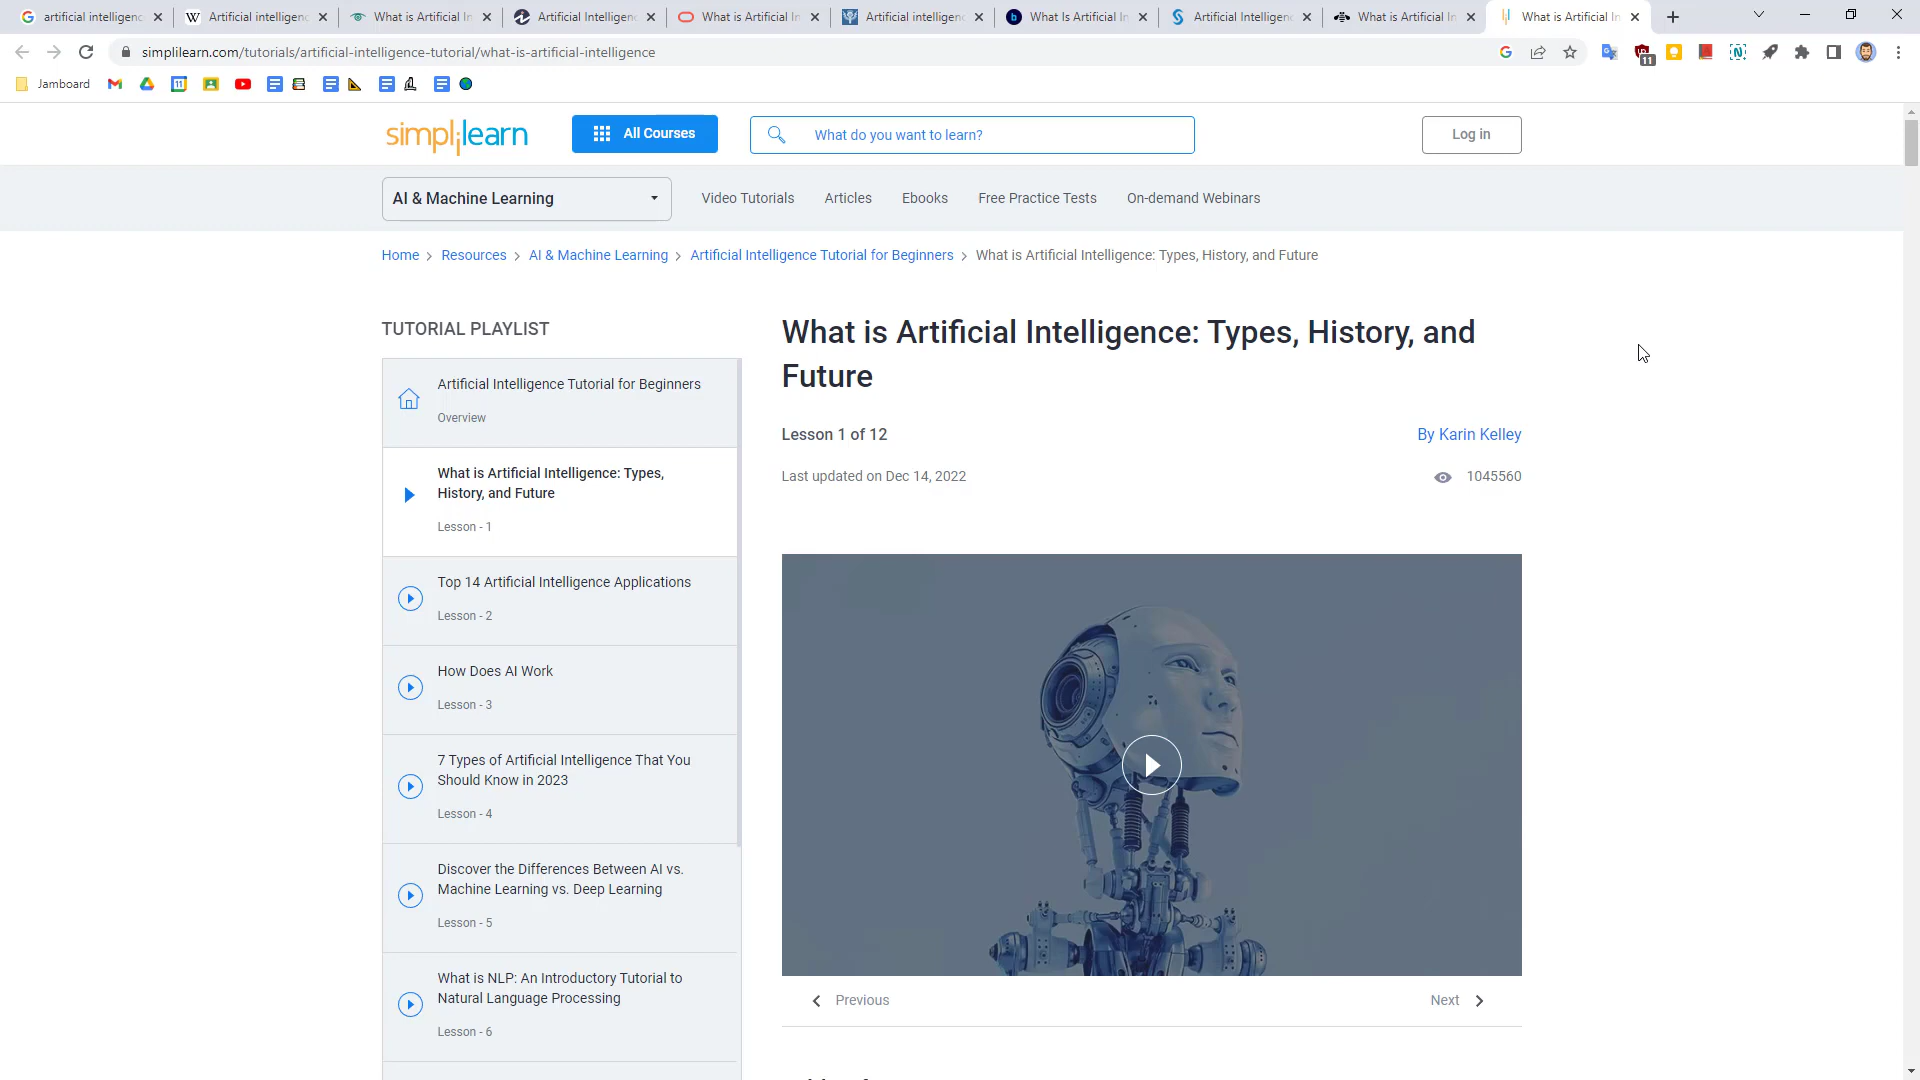 artificial intelligence
Artificial intelligenc
What is Artificial In
Artificial Intelligenc
What is Artificial In
Artificial intelligenc
What Is Artificial In
Artificial Intelligenc
What is Artificial In
What is Artificial In
simplilearn.com/tutorials/artificial-intelligence-tutorial/what-is-artificial-intelligence
11
Jamboard
simplilearn
All Courses
What do you want to learn?
Log in
AI & Machine Learning
Video Tutorials
Articles
Ebooks
Free Practice Tests
On-demand Webinars
Home > Resources > AI & Machine Learning > Artificial Intelligence Tutorial for Beginners > What is Artificial Intelligence: Types, History, and Future
TUTORIAL PLAYLIST
Artificial Intelligence Tutorial for Beginners
Overview
What is Artificial Intelligence: Types,
History, and Future
Lesson - 1
Top 14 Artificial Intelligence Applications
Lesson - 2
How Does AI Work
Lesson - 3
7 Types of Artificial Intelligence That You
Should Know in 2023
Lesson - 4
Discover the Differences Between AI vs.
Machine Learning vs. Deep Learning
Lesson - 5
What is NLP: An Introductory Tutorial to
Natural Language Processing
Lesson - 6
What is Artificial Intelligence: Types, History, and
Future
Lesson 1 of 12
By Karin Kelley
Last updated on Dec 14, 2022
1045560
Previous
Next